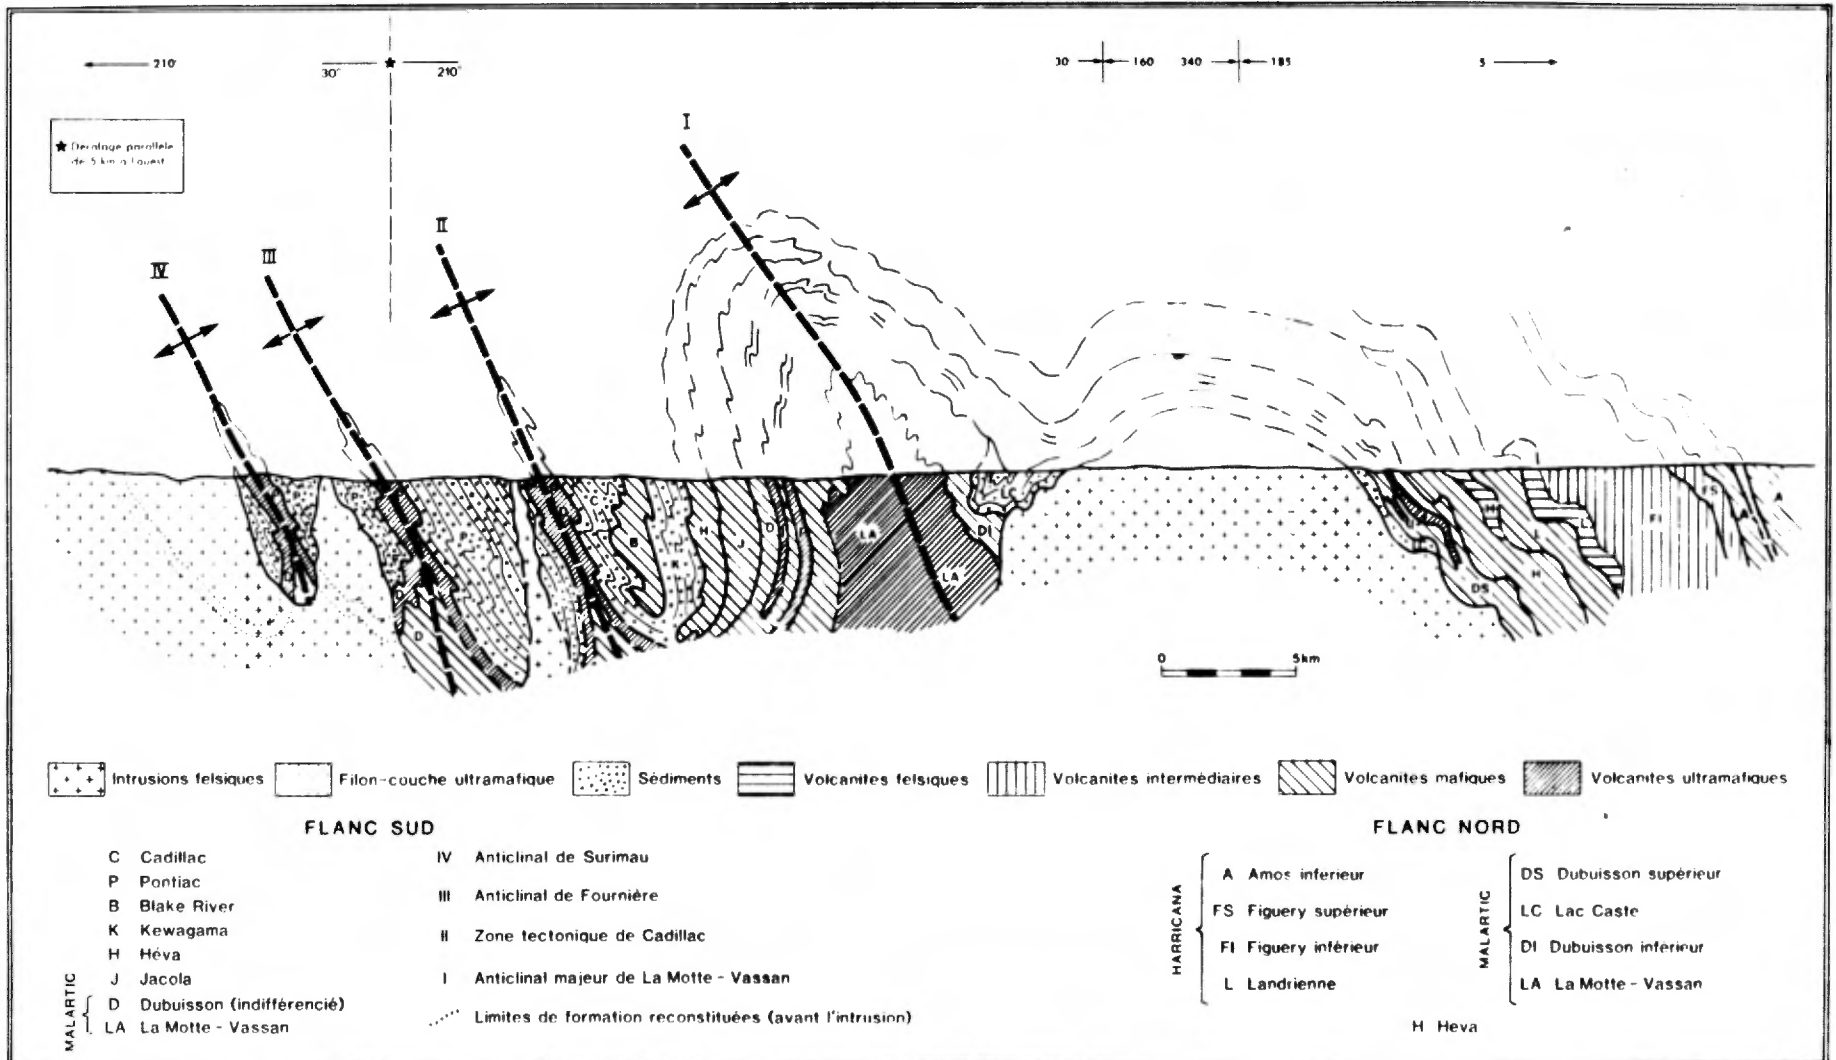 210°
30° 210°
30 160 340 185
5
★ Décalage parallèle
de 5 km à l'ouest
I
II
III
IV
C
P
D
D
D
B
K
H
J
D
LA
LA
DI
DS
H
H
L
FI
FS
LA
A
0 5km
Intrusions felsiques
Filon-couche ultramafique
Sédiments
Volcanites felsiques
Volcanites intermédiaires
Volcanites mafiques
Volcanites ultramafiques
FLANC SUD
C Cadillac
P Pontiac
B Blake River
K Kewagama
H Héva
J Jacola
MALARTIC
D Dubuisson (indifférencié)
LA La Motte - Vassan
IV Anticlinal de Surimau
III Anticlinal de Fournière
II Zone tectonique de Cadillac
I Anticlinal majeur de La Motte - Vassan
Limites de formation reconstituées (avant l'intrusion)
FLANC NORD
HARRICANA
A Amos inferieur
FS Figuery supérieur
FI Figuery inférieur
L Landrienne
MALARTIC
DS Dubuisson supérieur
LC Lac Caste
DI Dubuisson inferieur
LA La Motte - Vassan
H Heva